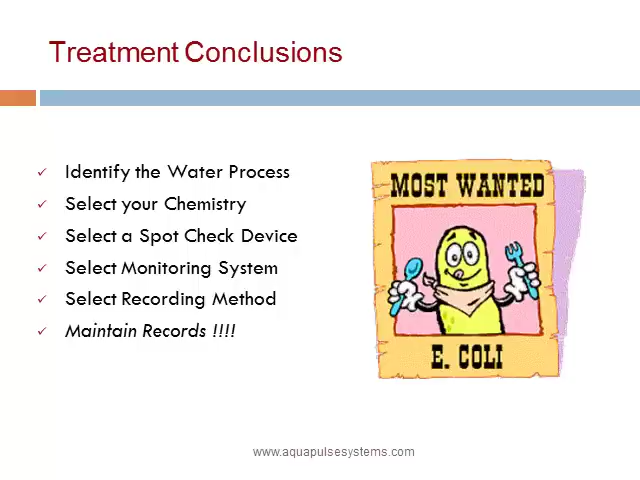 Treatment Conclusions
✓ Identify the Water Process
✓ Select your Chemistry
✓ Select a Spot Check Device
✓ Select Monitoring System
✓ Select Recording Method
✓ Maintain Records !!!!
MOST WANTED
E. COLI
www.aquapulsesystems.com